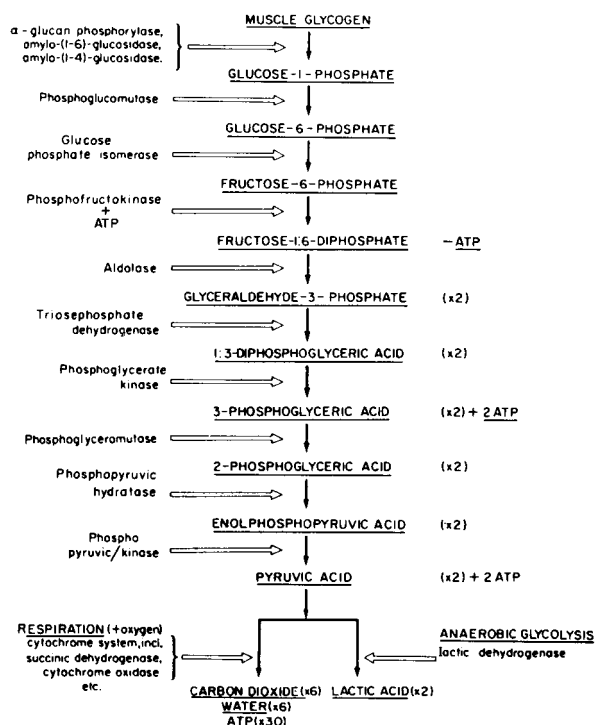 MUSCLE GLYCOGEN
α - glucan phosphorylase,
amylo-(1-6)-glucosidase,
amylo-(1-4)-glucosidase.
GLUCOSE-1-PHOSPHATE
Phosphoglucomutase
GLUCOSE-6-PHOSPHATE
Glucose
phosphate isomerase
FRUCTOSE-6-PHOSPHATE
Phosphofructokinase
+
ATP
FRUCTOSE-1:6-DIPHOSPHATE - ATP
Aldolase
GLYCERALDEHYDE-3-PHOSPHATE (x2)
Triosephosphate
dehydrogenase
1:3-DIPHOSPHOGLYCERIC ACID (x2)
Phosphoglycerate
kinase
3-PHOSPHOGLYCERIC ACID (x2) + 2 ATP
Phosphoglyceromutase
2-PHOSPHOGLYCERIC ACID (x2)
Phosphopyruvic
hydratase
ENOLPHOSPHOPYRUVIC ACID (x2)
Phospho
pyruvic/kinase
PYRUVIC ACID (x2) + 2 ATP
RESPIRATION (+oxygen)
cytochrome system, incl.
succinic dehydrogenase,
cytochrome oxidase
etc.
ANAEROBIC GLYCOLYSIS
lactic dehydrogenase
CARBON DIOXIDE (x6) LACTIC ACID (x2)
WATER (x6)
ATP (x30)